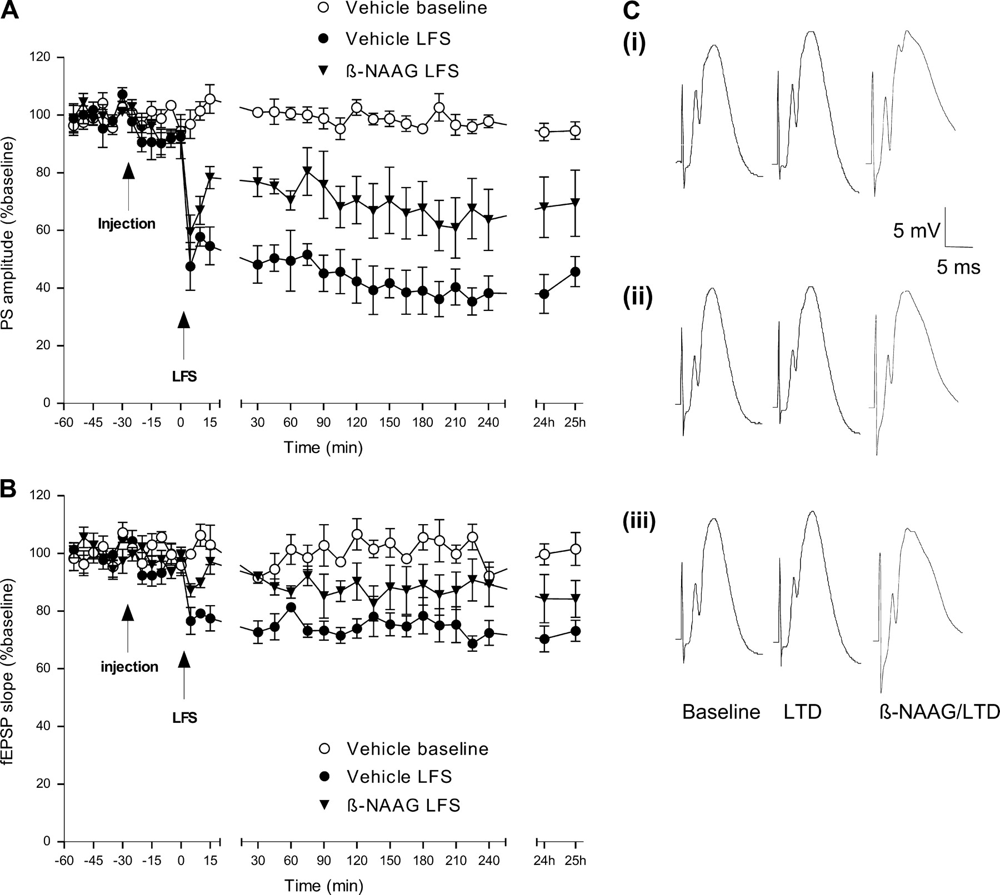 A
Vehicle baseline
Vehicle LFS
ß-NAAG LFS
120
100
80
60
40
20
0
PS amplitude (%baseline)
Injection
LFS
-60 -45 -30 -15 0 15 30 60 90 120 150 180 210 240 24h 25h
Time (min)
B
120
100
80
60
40
20
0
fEPSP slope (%baseline)
injection
LFS
Vehicle baseline
Vehicle LFS
ß-NAAG LFS
-60 -45 -30 -15 0 15 30 60 90 120 150 180 210 240 24h 25h
Time (min)
C
(i)
5 mV
5 ms
(ii)
(iii)
Baseline LTD ß-NAAG/LTD